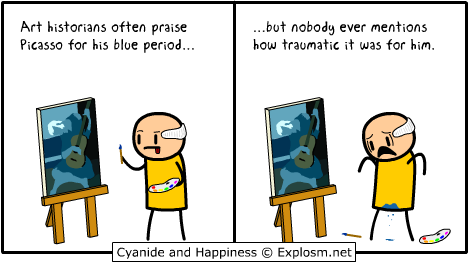 Art historians often praise
Picasso for his blue period...
...but nobody ever mentions
how traumatic it was for him.
Cyanide and Happiness © Explosm.net